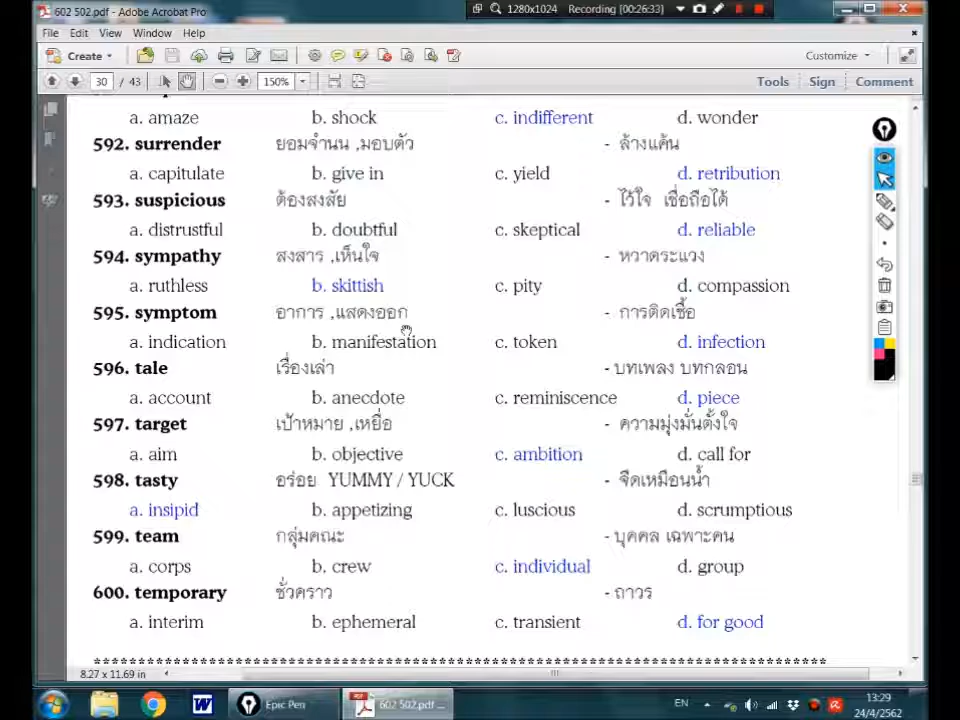 602 502.pdf - Adobe Acrobat Pro
1280x1024 Recording [00:26:33]
File Edit View Window Help
Create Customize
30 / 43 150% Tools Sign Comment
a. amaze b. shock c. indifferent d. wonder
592. surrender ยอมจำนน ,มอบตัว - ล้างแค้น
a. capitulate b. give in c. yield d. retribution
593. suspicious ต้องสงสัย - ไว้ใจ เชื่อถือได้
a. distrustful b. doubtful c. skeptical d. reliable
594. sympathy สงสาร ,เห็นใจ - หวาดระแวง
a. ruthless b. skittish c. pity d. compassion
595. symptom อาการ ,แสดงออก - การติดเชื้อ
a. indication b. manifestation c. token d. infection
596. tale เรื่องเล่า - บทเพลง บทกลอน
a. account b. anecdote c. reminiscence d. piece
597. target เป้าหมาย ,เหยื่อ - ความมุ่งมั่นตั้งใจ
a. aim b. objective c. ambition d. call for
598. tasty อร่อย YUMMY / YUCK - จืดเหมือนน้ำ
a. insipid b. appetizing c. luscious d. scrumptious
599. team กลุ่มคณะ - บุคคล เฉพาะคน
a. corps b. crew c. individual d. group
600. temporary ชั่วคราว - ถาวร
a. interim b. ephemeral c. transient d. for good
8.27 x 11.69 in
Epic Pen 602 502.pdf - ... EN 13:29
24/4/2562